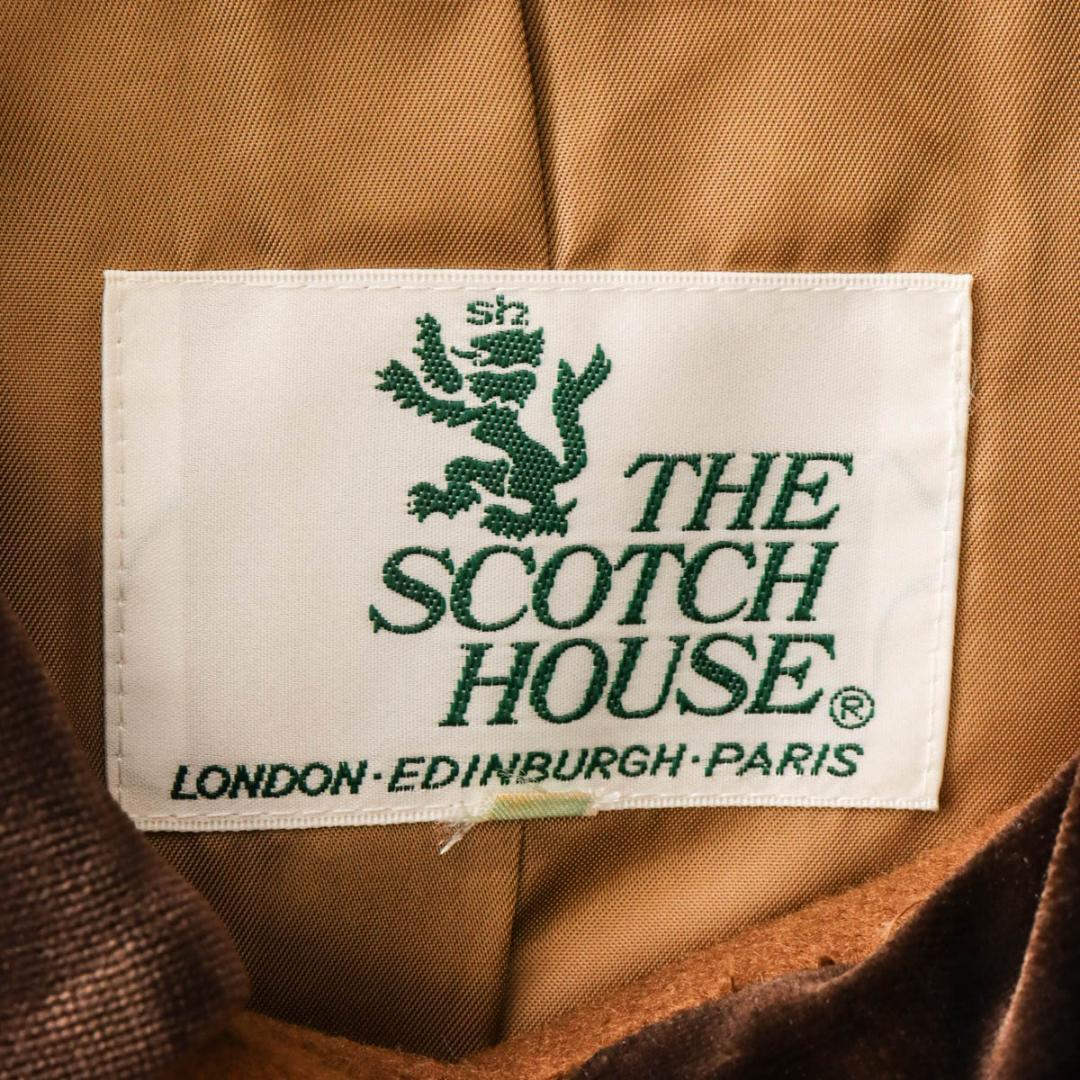 sh
THE
SCOTCH
HOUSE®
LONDON·EDINBURGH·PARIS